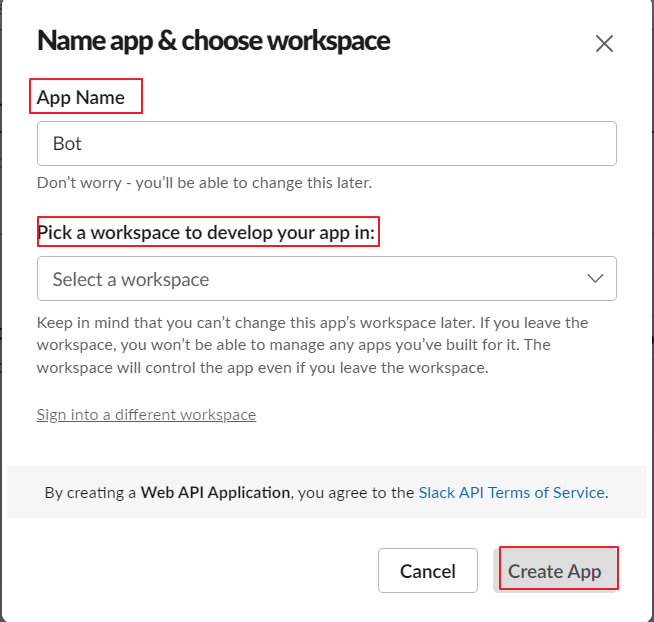 Name app & choose workspace
App Name
Bot
Don’t worry - you’ll be able to change this later.
Pick a workspace to develop your app in:
Select a workspace
Keep in mind that you can’t change this app’s workspace later. If you leave the
workspace, you won’t be able to manage any apps you’ve built for it. The
workspace will control the app even if you leave the workspace.
Sign into a different workspace
By creating a Web API Application, you agree to the Slack API Terms of Service.
Cancel
Create App